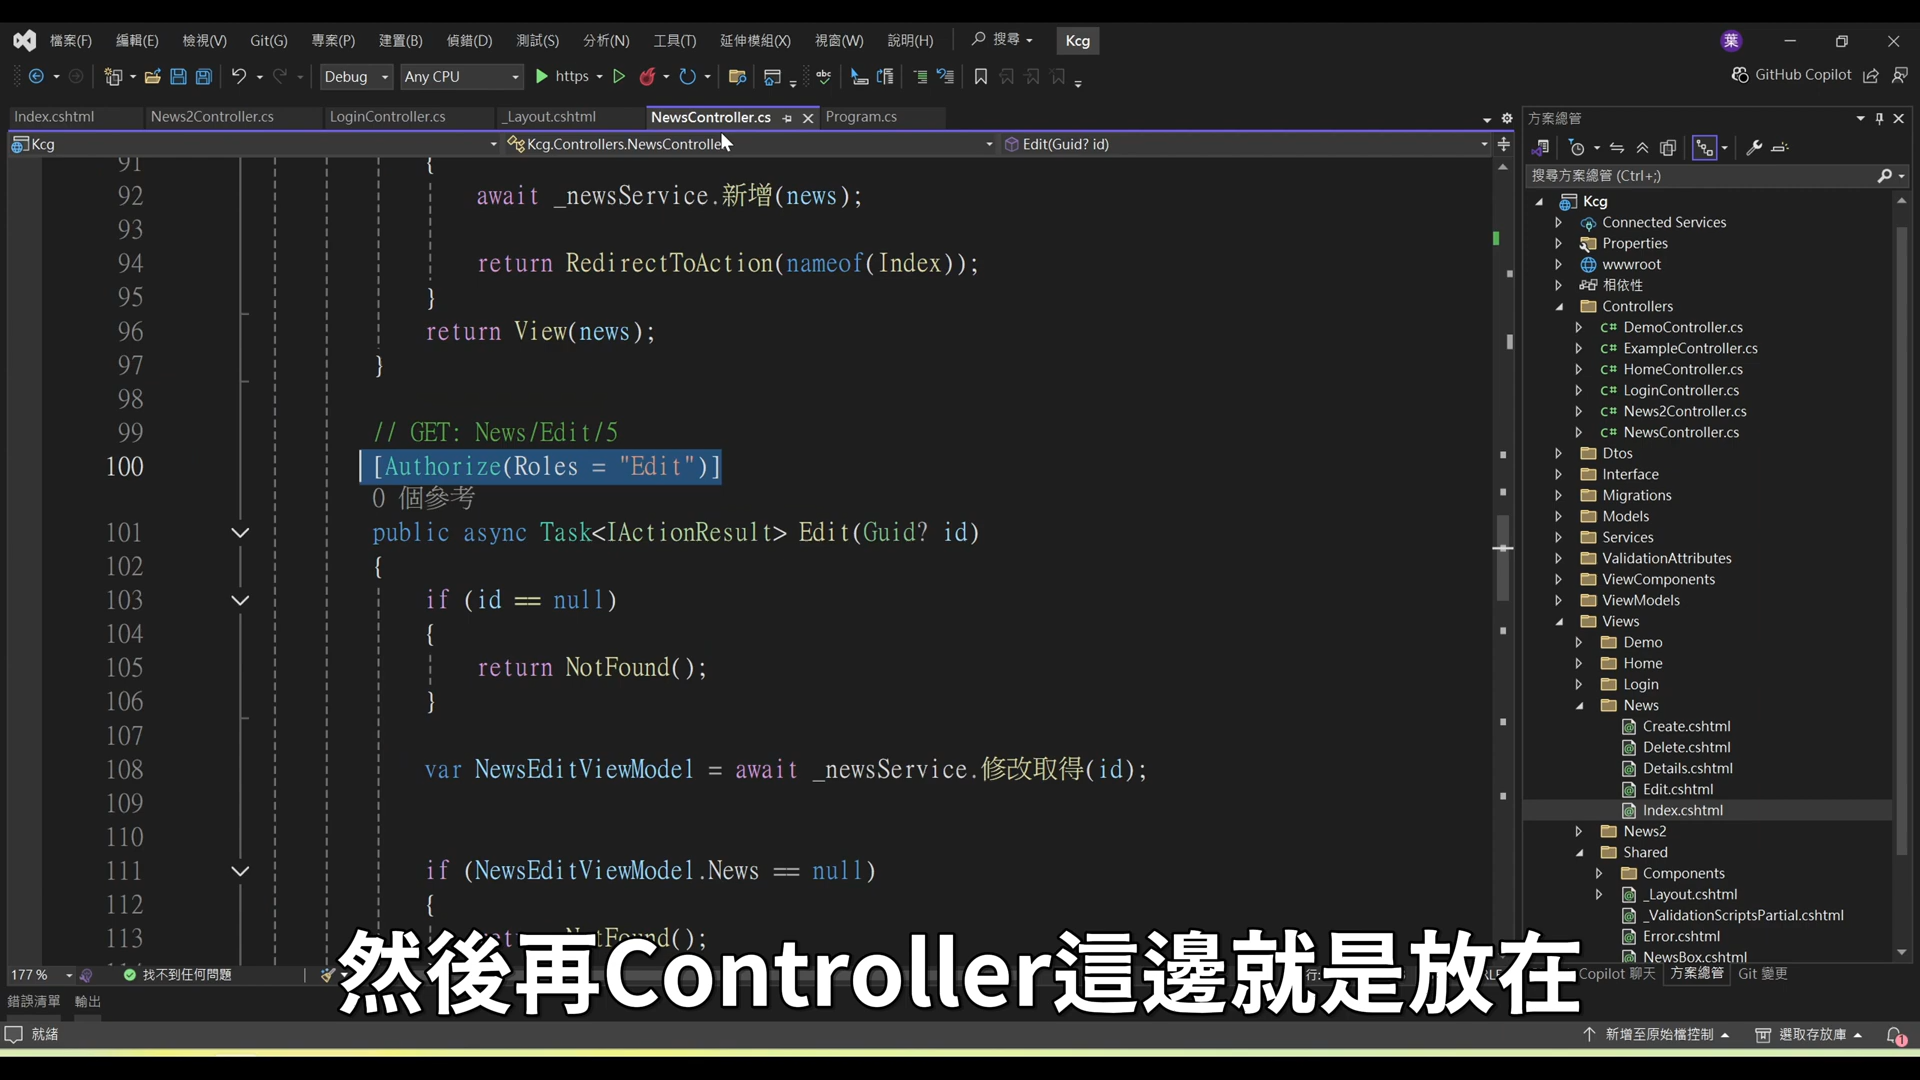 檔案(F) 編輯(E) 檢視(V) Git(G) 專案(P) 建置(B) 偵錯(D) 測試(S) 分析(N) 工具(T) 延伸模組(X) 視窗(W) 說明(H) 搜尋 Kcg 葉
Debug Any CPU https GitHub Copilot
Index.cshtml News2Controller.cs LoginController.cs _Layout.cshtml NewsController.cs Program.cs
Kcg Kcg.Controllers.NewsController Edit(Guid? id)
91 {
92 await _newsService.新增(news);
93
94 return RedirectToAction(nameof(Index));
95 }
96 return View(news);
97 }
98
99 // GET: News/Edit/5
100 [Authorize(Roles = "Edit")]
0 個參考
101 public async Task<IActionResult> Edit(Guid? id)
102 {
103 if (id == null)
104 {
105 return NotFound();
106 }
107
108 var NewsEditViewModel = await _newsService.修改取得(id);
109
110
111 if (NewsEditViewModel.News == null)
112 {
113 NotFound();
然後再Controller這邊就是放在
177 % 找不到任何問題
錯誤清單 輸出
就緒
新增至原始檔控制 選取存放庫 1
方案總管
搜尋方案總管 (Ctrl+;)
Kcg
Connected Services
Properties
wwwroot
相依性
Controllers
C# DemoController.cs
C# ExampleController.cs
C# HomeController.cs
C# LoginController.cs
C# News2Controller.cs
C# NewsController.cs
Dtos
Interface
Migrations
Models
Services
ValidationAttributes
ViewComponents
ViewModels
Views
Demo
Home
Login
News
Create.cshtml
Delete.cshtml
Details.cshtml
Edit.cshtml
Index.cshtml
News2
Shared
Components
_Layout.cshtml
_ValidationScriptsPartial.cshtml
Error.cshtml
NewsBox.cshtml
Copilot 聊天 方案總管 Git 變更